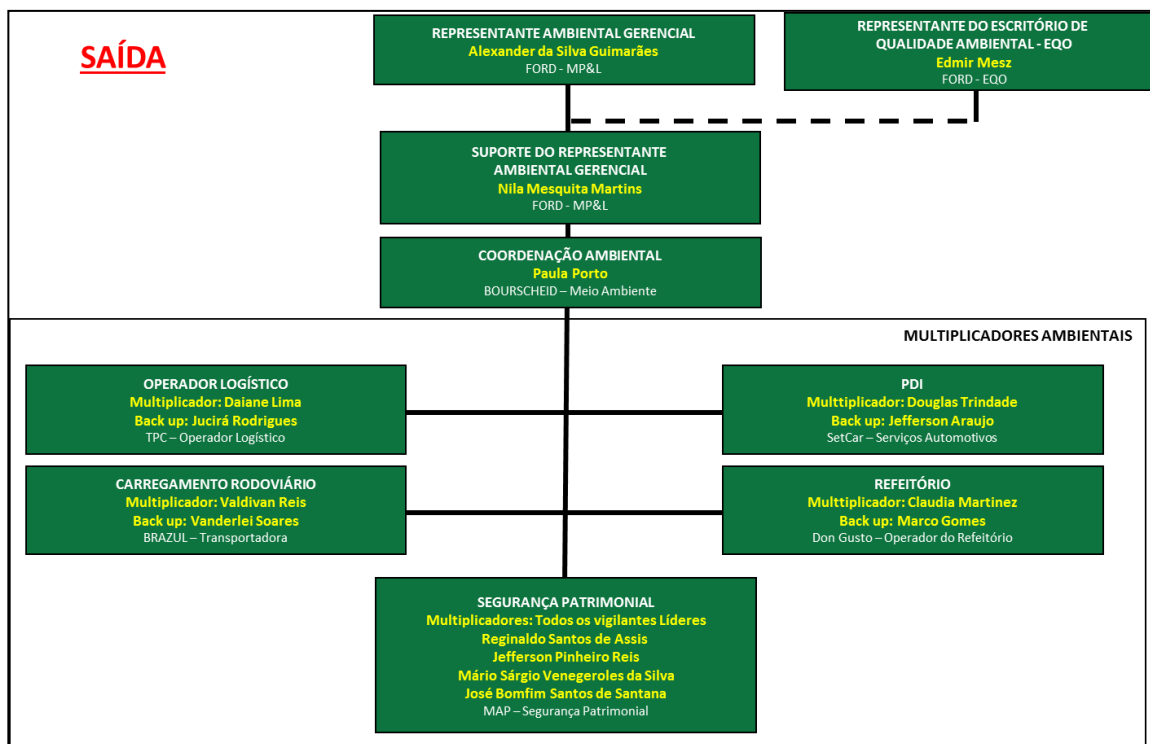 SAÍDA
REPRESENTANTE AMBIENTAL GERENCIAL
Alexander da Silva Guimarães
FORD - MP&L
REPRESENTANTE DO ESCRITÓRIO DE
QUALIDADE AMBIENTAL - EQO
Edmir Mesz
FORD - EQO
SUPORTE DO REPRESENTANTE
AMBIENTAL GERENCIAL
Nila Mesquita Martins
FORD - MP&L
COORDENAÇÃO AMBIENTAL
Paula Porto
BOURSCHEID – Meio Ambiente
MULTIPLICADORES AMBIENTAIS
OPERADOR LOGÍSTICO
Multiplicador: Daiane Lima
Back up: Jucirá Rodrigues
TPC – Operador Logístico
PDI
Multtiplicador: Douglas Trindade
Back up: Jefferson Araujo
SetCar – Serviços Automotivos
CARREGAMENTO RODOVIÁRIO
Multiplicador: Valdivan Reis
Back up: Vanderlei Soares
BRAZUL – Transportadora
REFEITÓRIO
Multtiplicador: Claudia Martinez
Back up: Marco Gomes
Don Gusto – Operador do Refeitório
SEGURANÇA PATRIMONIAL
Multiplicadores: Todos os vigilantes Líderes
Reginaldo Santos de Assis
Jefferson Pinheiro Reis
Mário Sárgio Venegeroles da Silva
José Bomfim Santos de Santana
MAP – Segurança Patrimonial